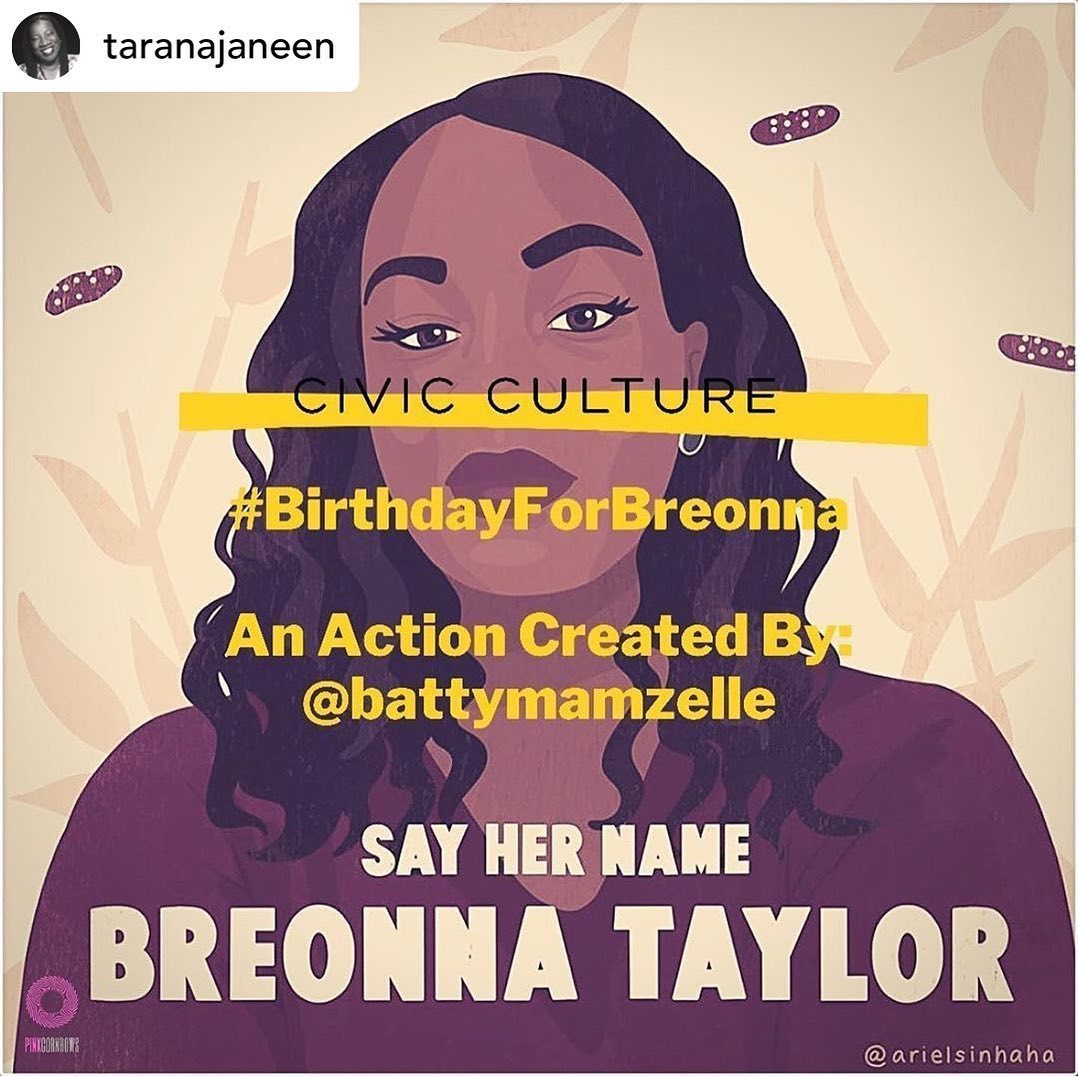 taranajaneen
CIVIC CULTURE
#BirthdayForBreonna
An Action Created By:
@battymamzelle
SAY HER NAME
BREONNA TAYLOR
PINKCORNROWS
@arielsinhaha